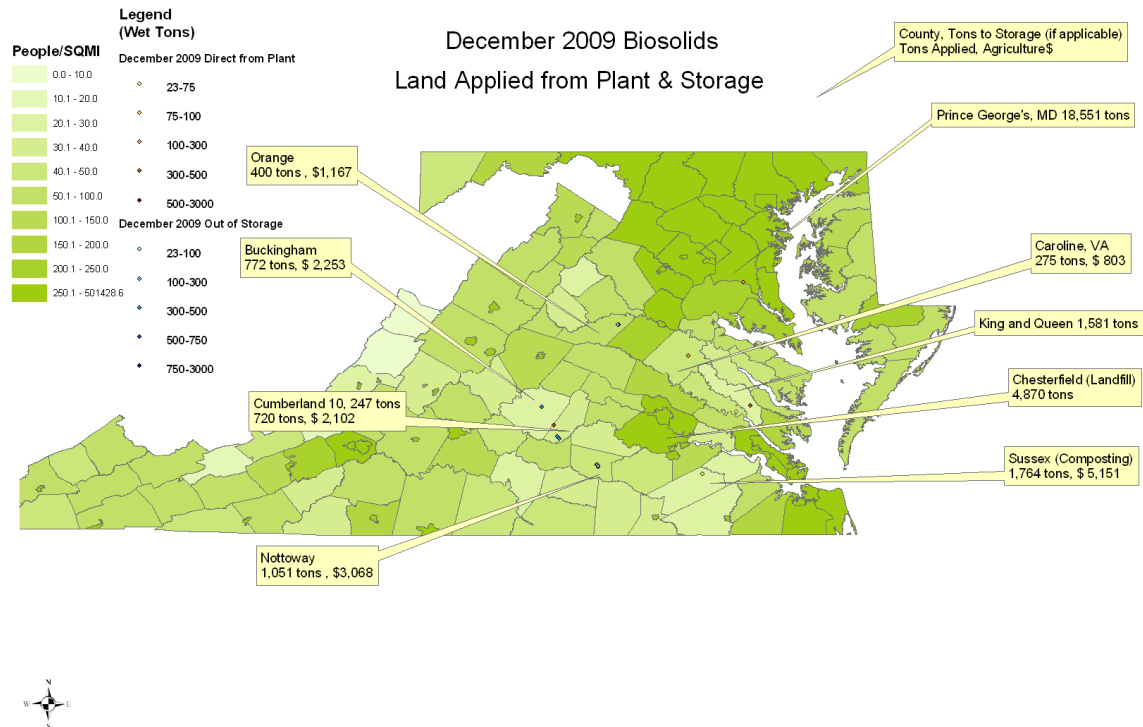 Legend
(Wet Tons)
People/SQMI
0.0 - 10.0
10.1 - 20.0
20.1 - 30.0
30.1 - 40.0
40.1 - 50.0
50.1 - 100.0
100.1 - 150.0
150.1 - 200.0
200.1 - 250.0
250.1 - 501428.6
December 2009 Direct from Plant
23-75
75-100
100-300
300-500
500-3000
December 2009 Out of Storage
23-100
100-300
300-500
500-750
750-3000
December 2009 Biosolids
Land Applied from Plant & Storage
County, Tons to Storage (if applicable)
Tons Applied, Agriculture$
Prince George's, MD 18,551 tons
Orange
400 tons , $1,167
Buckingham
772 tons, $ 2,253
Caroline, VA
275 tons, $ 803
King and Queen 1,581 tons
Chesterfield (Landfill)
4,870 tons
Cumberland 10, 247 tons
720 tons, $ 2,102
Sussex (Composting)
1,764 tons, $ 5,151
Nottoway
1,051 tons , $3,068
N
W E
S